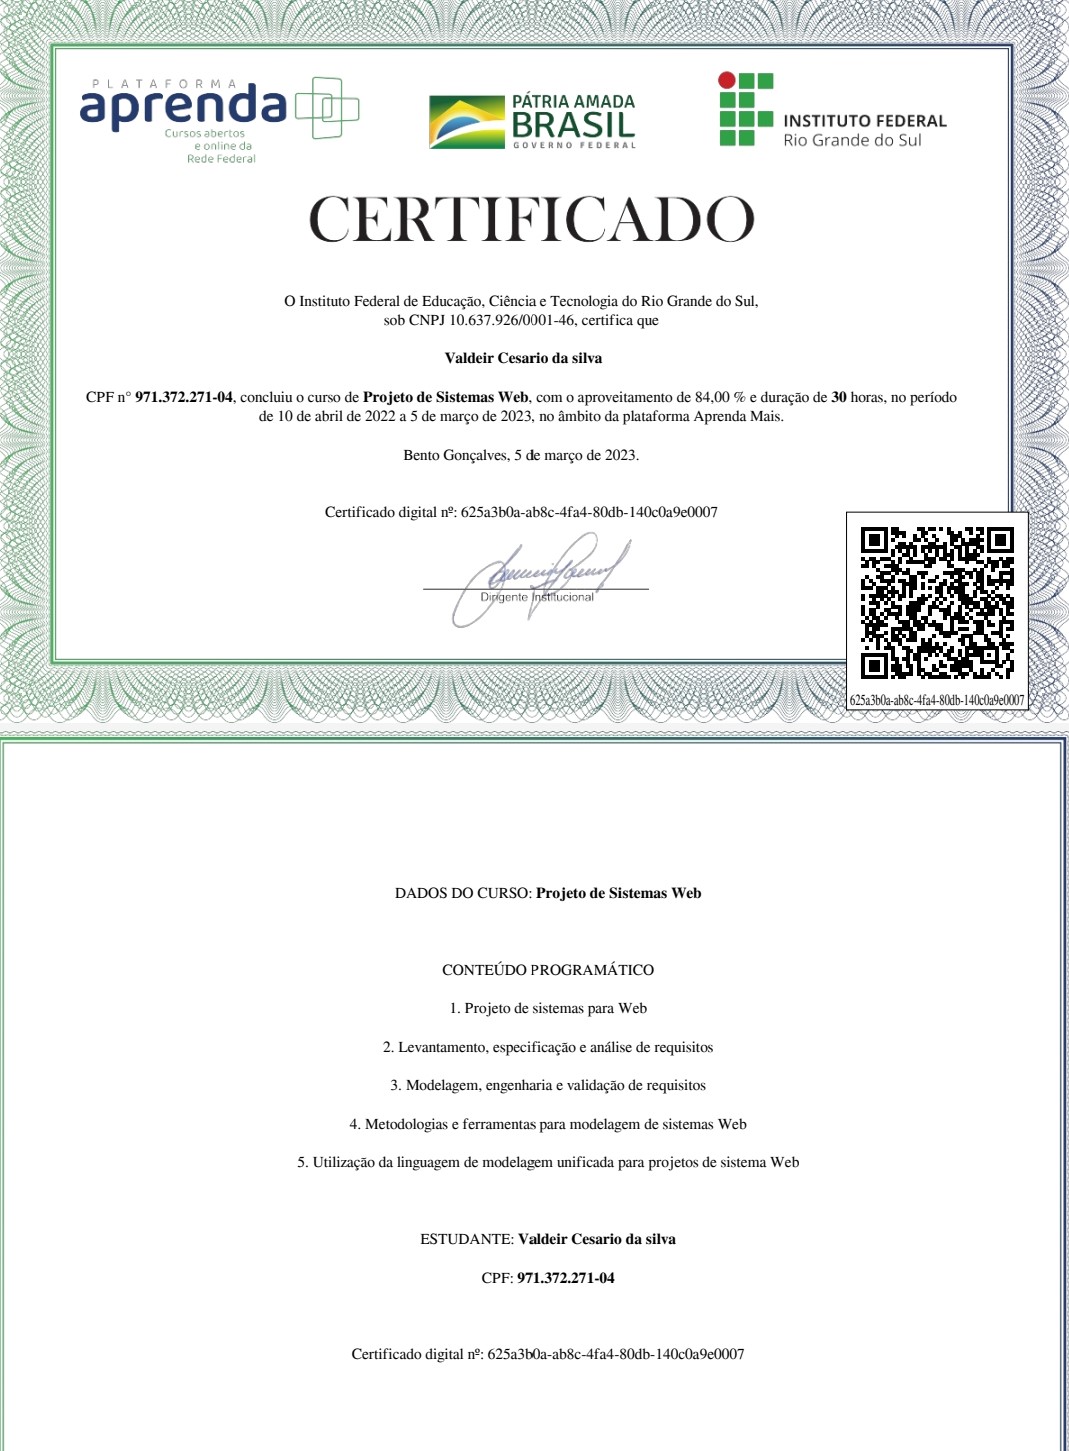 PLATAFORMA
aprenda
Cursos abertos
e online da
Rede Federal
PÁTRIA AMADA
BRASIL
GOVERNO FEDERAL
INSTITUTO FEDERAL
Rio Grande do Sul
CERTIFICADO
O Instituto Federal de Educação, Ciência e Tecnologia do Rio Grande do Sul,
sob CNPJ 10.637.926/0001-46, certifica que
Valdeir Cesario da silva
CPF n° 971.372.271-04, concluiu o curso de Projeto de Sistemas Web, com o aproveitamento de 84,00 % e duração de 30 horas, no período
de 10 de abril de 2022 a 5 de março de 2023, no âmbito da plataforma Aprenda Mais.
Bento Gonçalves, 5 de março de 2023.
Certificado digital nº: 625a3b0a-ab8c-4fa4-80db-140c0a9e0007
Dirigente Institucional
625a3b0a-ab8c-4fa4-80db-140c0a9e0007
DADOS DO CURSO: Projeto de Sistemas Web
CONTEÚDO PROGRAMÁTICO
1. Projeto de sistemas para Web
2. Levantamento, especificação e análise de requisitos
3. Modelagem, engenharia e validação de requisitos
4. Metodologias e ferramentas para modelagem de sistemas Web
5. Utilização da linguagem de modelagem unificada para projetos de sistema Web
ESTUDANTE: Valdeir Cesario da silva
CPF: 971.372.271-04
Certificado digital nº: 625a3b0a-ab8c-4fa4-80db-140c0a9e0007